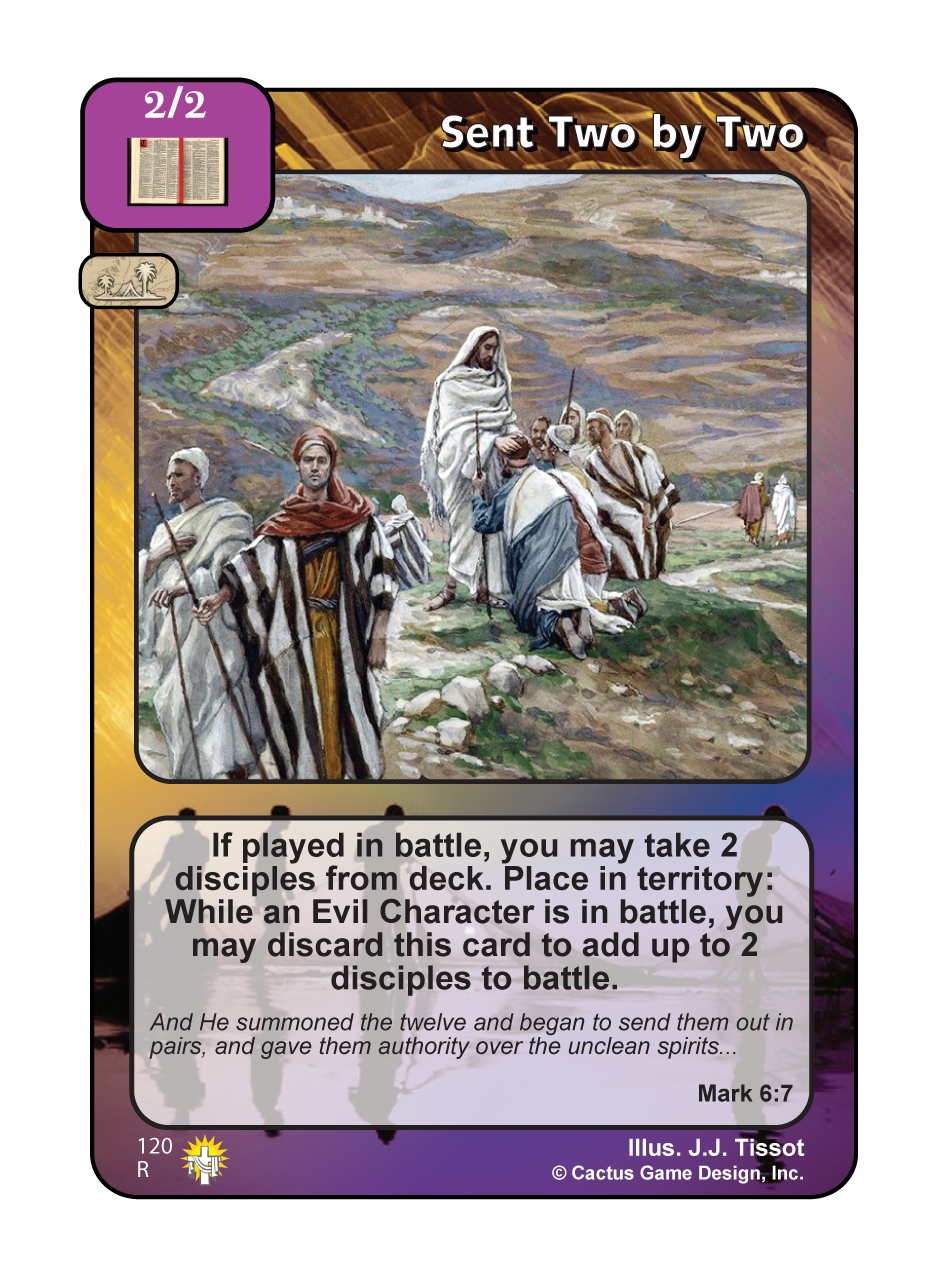 2/2
Sent Two by Two
If played in battle, you may take 2
disciples from deck. Place in territory:
While an Evil Character is in battle, you
may discard this card to add up to 2
disciples to battle.
And He summoned the twelve and began to send them out in
pairs, and gave them authority over the unclean spirits...
Mark 6:7
120
R
Illus. J.J. Tissot
© Cactus Game Design, Inc.